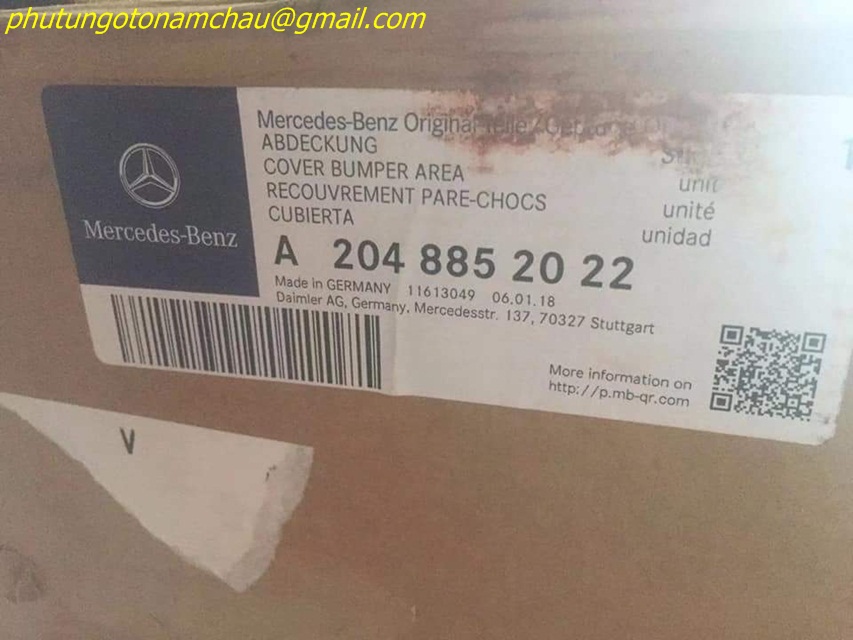 phutungotonamchau@gmail.com
Mercedes-Benz
Mercedes-Benz Original
ABDECKUNG
COVER BUMPER AREA
RECOUVREMENT PARE-CHOCS
CUBIERTA
unit
unité
unidad
A 204 885 20 22
Made in GERMANY 11613049 06.01.18
Daimler AG, Germany, Mercedesstr. 137, 70327 Stuttgart
More information on
http://p.mb-qr.com
V